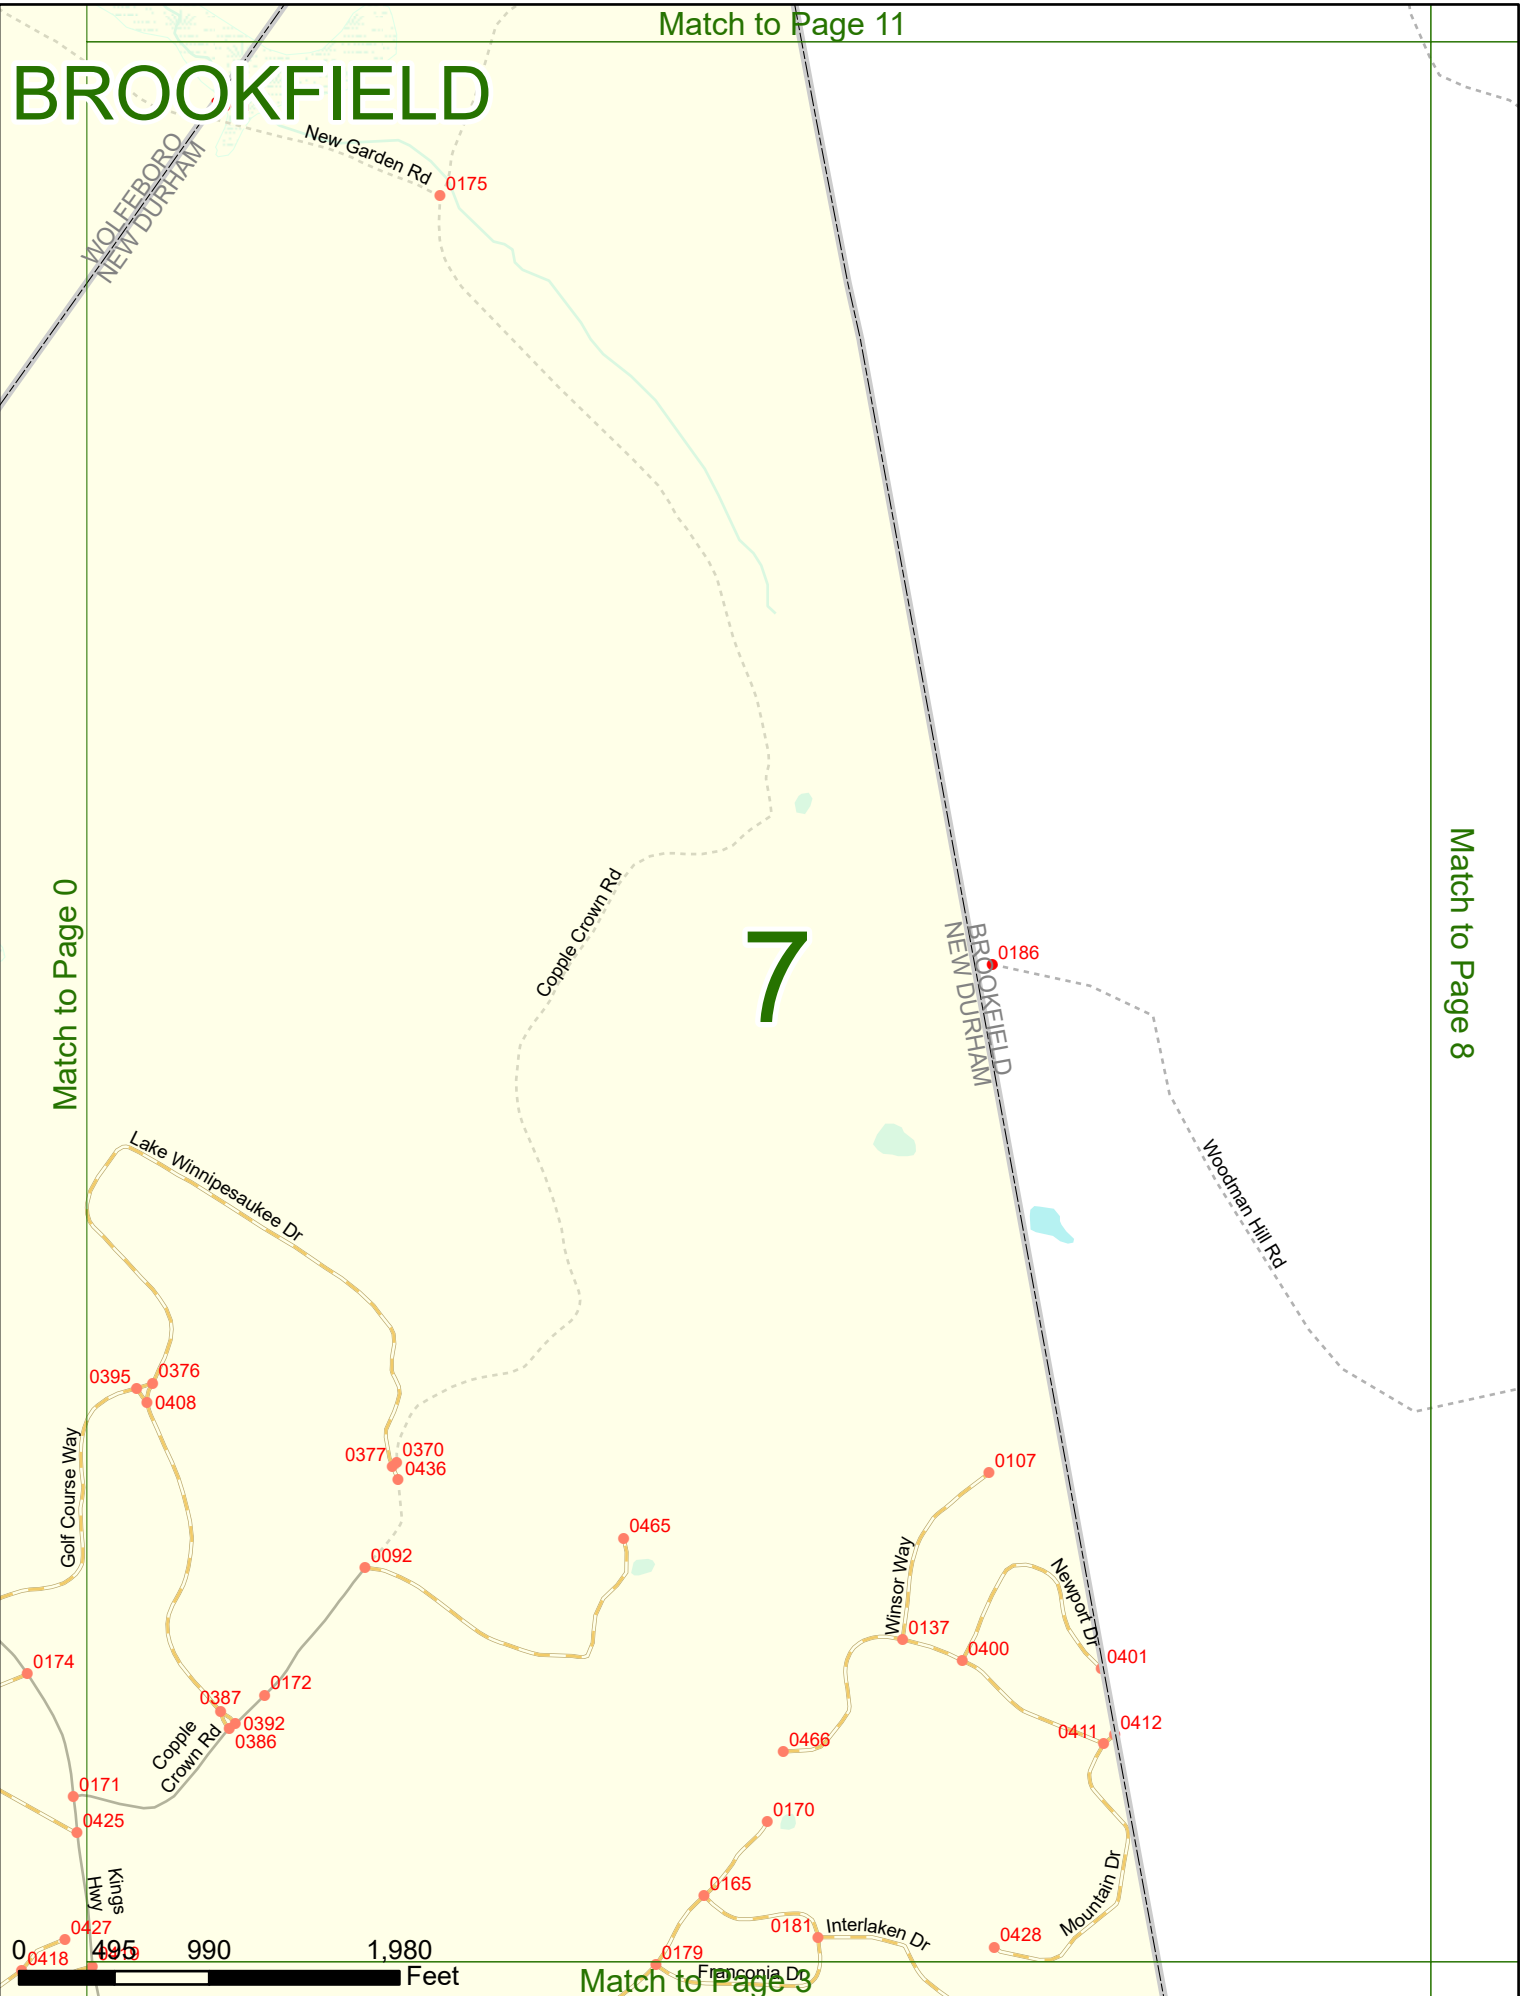 Match to Page 11
BROOKFIELD
New Garden Rd
0175
WOLFEBORO
NEW DURHAM
Match to Page 0
Copple Crown Rd
7
BROOKFIELD
NEW DURHAM
0186
Match to Page 8
Woodman Hill Rd
Lake Winnipesaukee Dr
0395
0376
0408
Golf Course Way
0377
0370
0436
0107
0465
0092
Winsor Way
Newport Dr
0137
0400
0401
0174
0172
0387
0392
0386
Copple
Crown Rd
0411
0412
0466
0171
0425
0170
Kings
Hwy
0165
Mountain Dr
0181
Interlaken Dr
0428
0427
0418
0419
0179
Franconia Dr
0
495
990
1,980
Feet
Match to Page 3